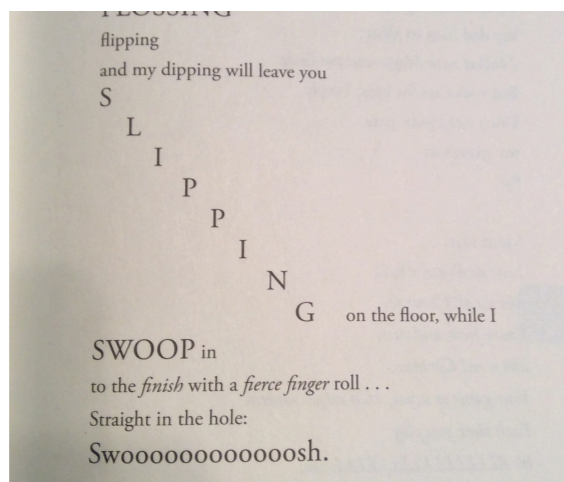 FLOSSING
flipping
and my dipping will leave you
S
L
I
P
P
I
N
G on the floor, while I
SWOOP in
to the finish with a fierce finger roll . . .
Straight in the hole:
Swoooooooooooosh.